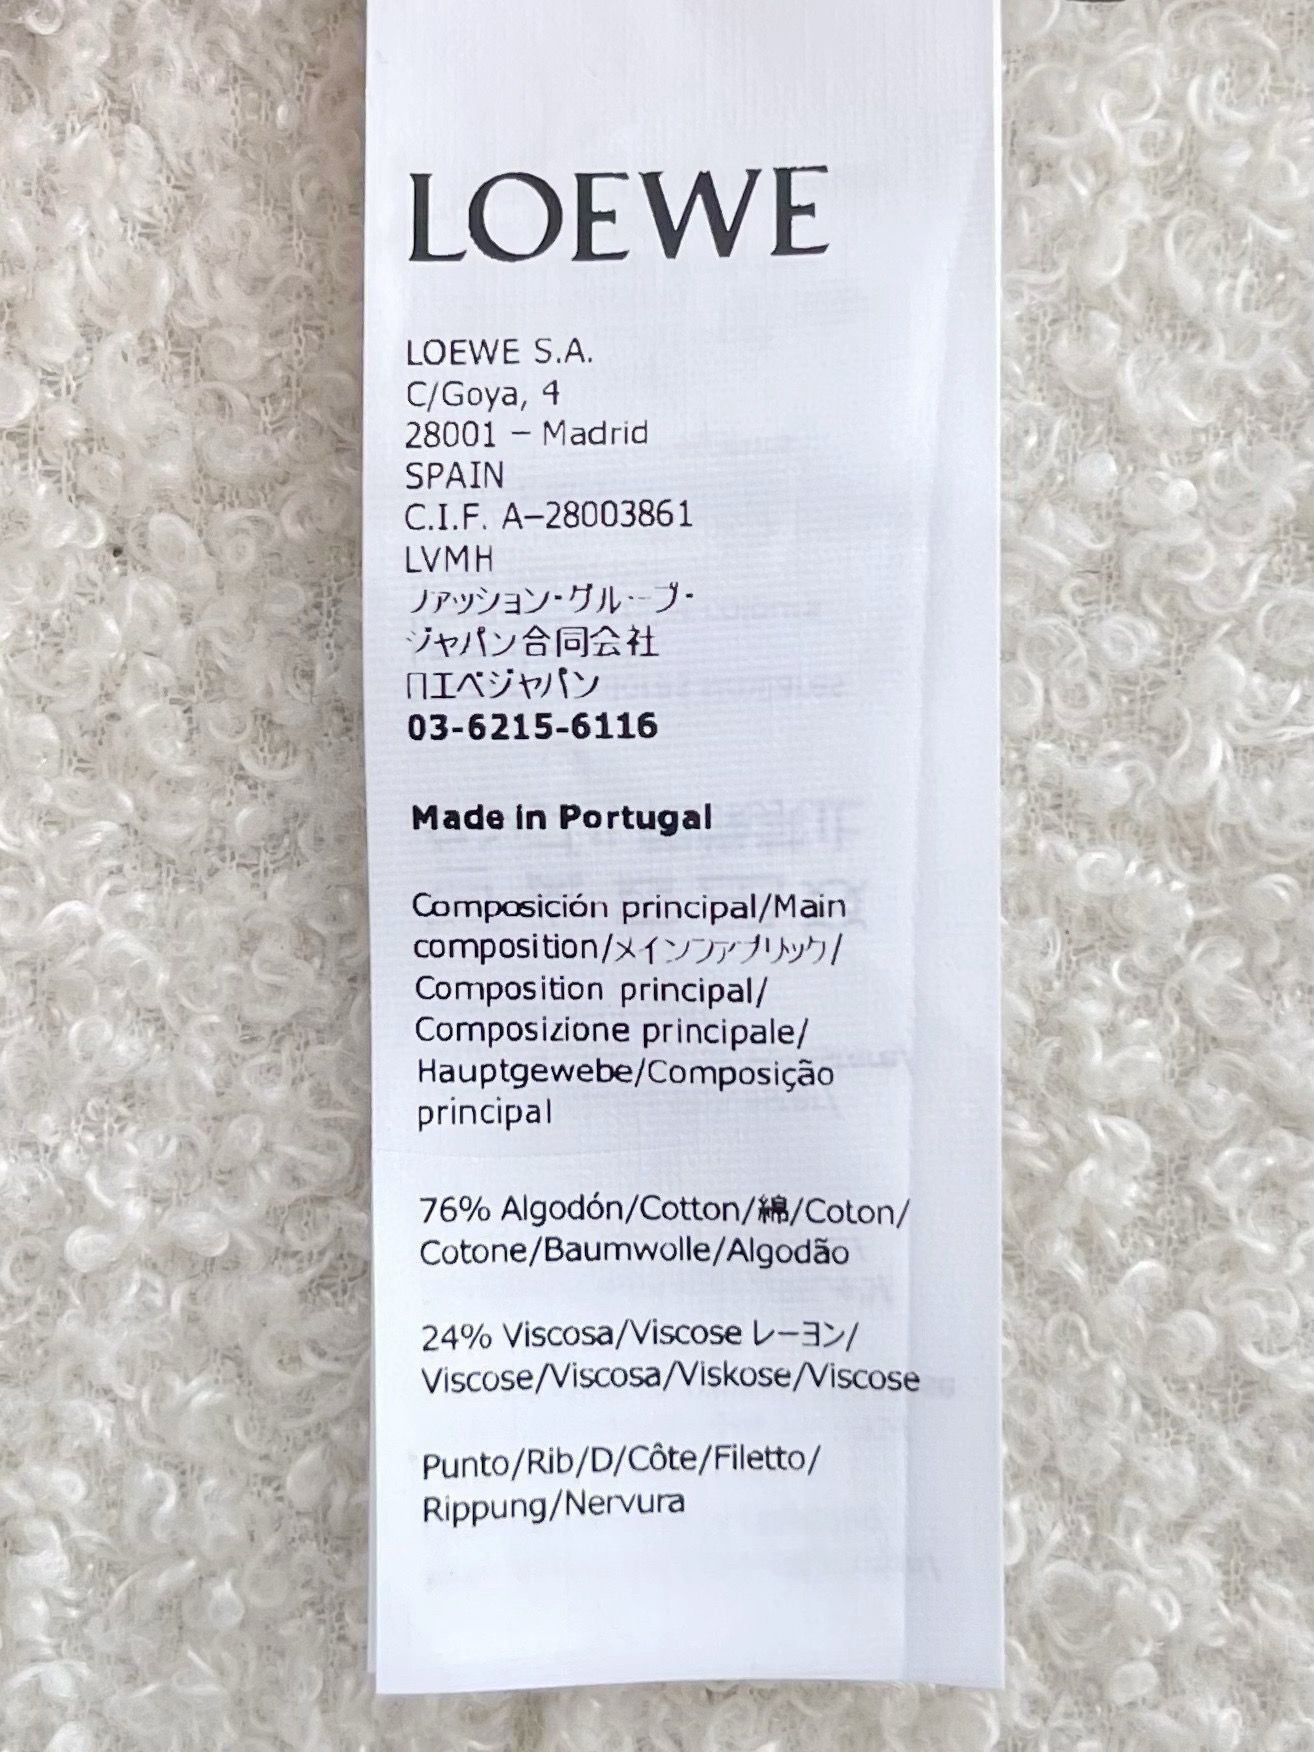 LOEWE
LOEWE S.A.
C/Goya, 4
28001 – Madrid
SPAIN
C.I.F. A–28003861
LVMH
ファッション・グループ・
ジャパン合同会社
ロエベジャパン
03-6215-6116
Made in Portugal
Composición principal/Main
composition/メインファブリック/
Composition principal/
Composizione principale/
Hauptgewebe/Composição
principal
76% Algodón/Cotton/綿/Coton/
Cotone/Baumwolle/Algodão
24% Viscosa/Viscose レーヨン/
Viscose/Viscosa/Viskose/Viscose
Punto/Rib/D/Côte/Filetto/
Rippung/Nervura